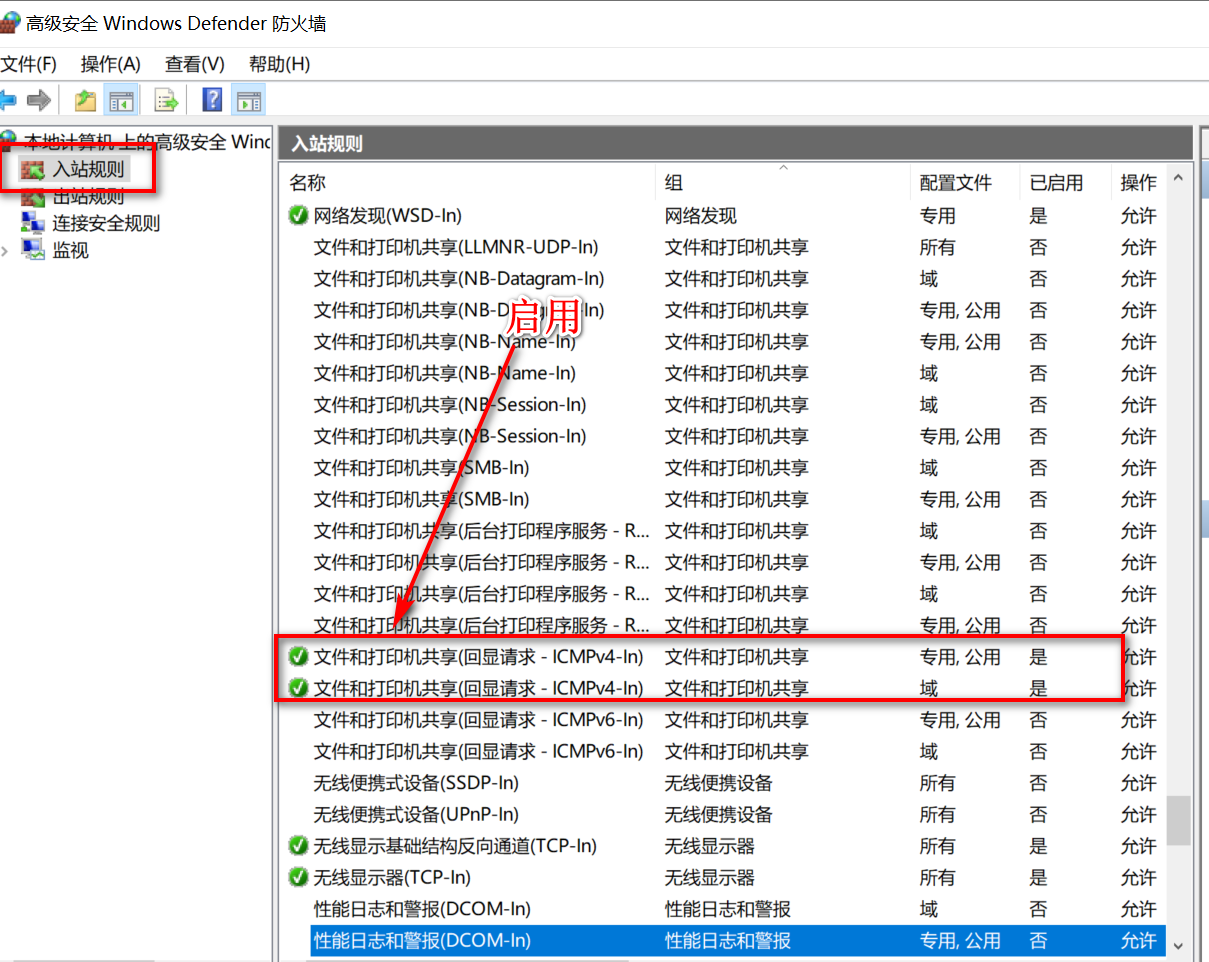 高级安全 Windows Defender 防火墙
文件(F) 操作(A) 查看(V) 帮助(H)
本地计算机 上的高级安全 Wind
入站规则
出站规则
连接安全规则
监视
入站规则
名称 组 配置文件 已启用 操作
网络发现(WSD-In) 网络发现 专用 是 允许
文件和打印机共享(LLMNR-UDP-In) 文件和打印机共享 所有 否 允许
文件和打印机共享(NB-Datagram-In) 文件和打印机共享 域 否 允许
启用
文件和打印机共享(NB-Datagram-In) 文件和打印机共享 专用, 公用 否 允许
文件和打印机共享(NB-Name-In) 文件和打印机共享 专用, 公用 否 允许
文件和打印机共享(NB-Name-In) 文件和打印机共享 域 否 允许
文件和打印机共享(NB-Session-In) 文件和打印机共享 域 否 允许
文件和打印机共享(NB-Session-In) 文件和打印机共享 专用, 公用 否 允许
文件和打印机共享(SMB-In) 文件和打印机共享 域 否 允许
文件和打印机共享(SMB-In) 文件和打印机共享 专用, 公用 否 允许
文件和打印机共享(后台打印程序服务 - R... 文件和打印机共享 域 否 允许
文件和打印机共享(后台打印程序服务 - R... 文件和打印机共享 专用, 公用 否 允许
文件和打印机共享(后台打印程序服务 - R... 文件和打印机共享 域 否 允许
文件和打印机共享(后台打印程序服务 - R... 文件和打印机共享 专用, 公用 否 允许
文件和打印机共享(回显请求 - ICMPv4-In) 文件和打印机共享 专用, 公用 是 允许
文件和打印机共享(回显请求 - ICMPv4-In) 文件和打印机共享 域 是 允许
文件和打印机共享(回显请求 - ICMPv6-In) 文件和打印机共享 专用, 公用 否 允许
文件和打印机共享(回显请求 - ICMPv6-In) 文件和打印机共享 域 否 允许
无线便携式设备(SSDP-In) 无线便携设备 所有 否 允许
无线便携式设备(UPnP-In) 无线便携设备 所有 否 允许
无线显示基础结构反向通道(TCP-In) 无线显示器 所有 是 允许
无线显示器(TCP-In) 无线显示器 所有 是 允许
性能日志和警报(DCOM-In) 性能日志和警报 域 否 允许
性能日志和警报(DCOM-In) 性能日志和警报 专用, 公用 否 允许